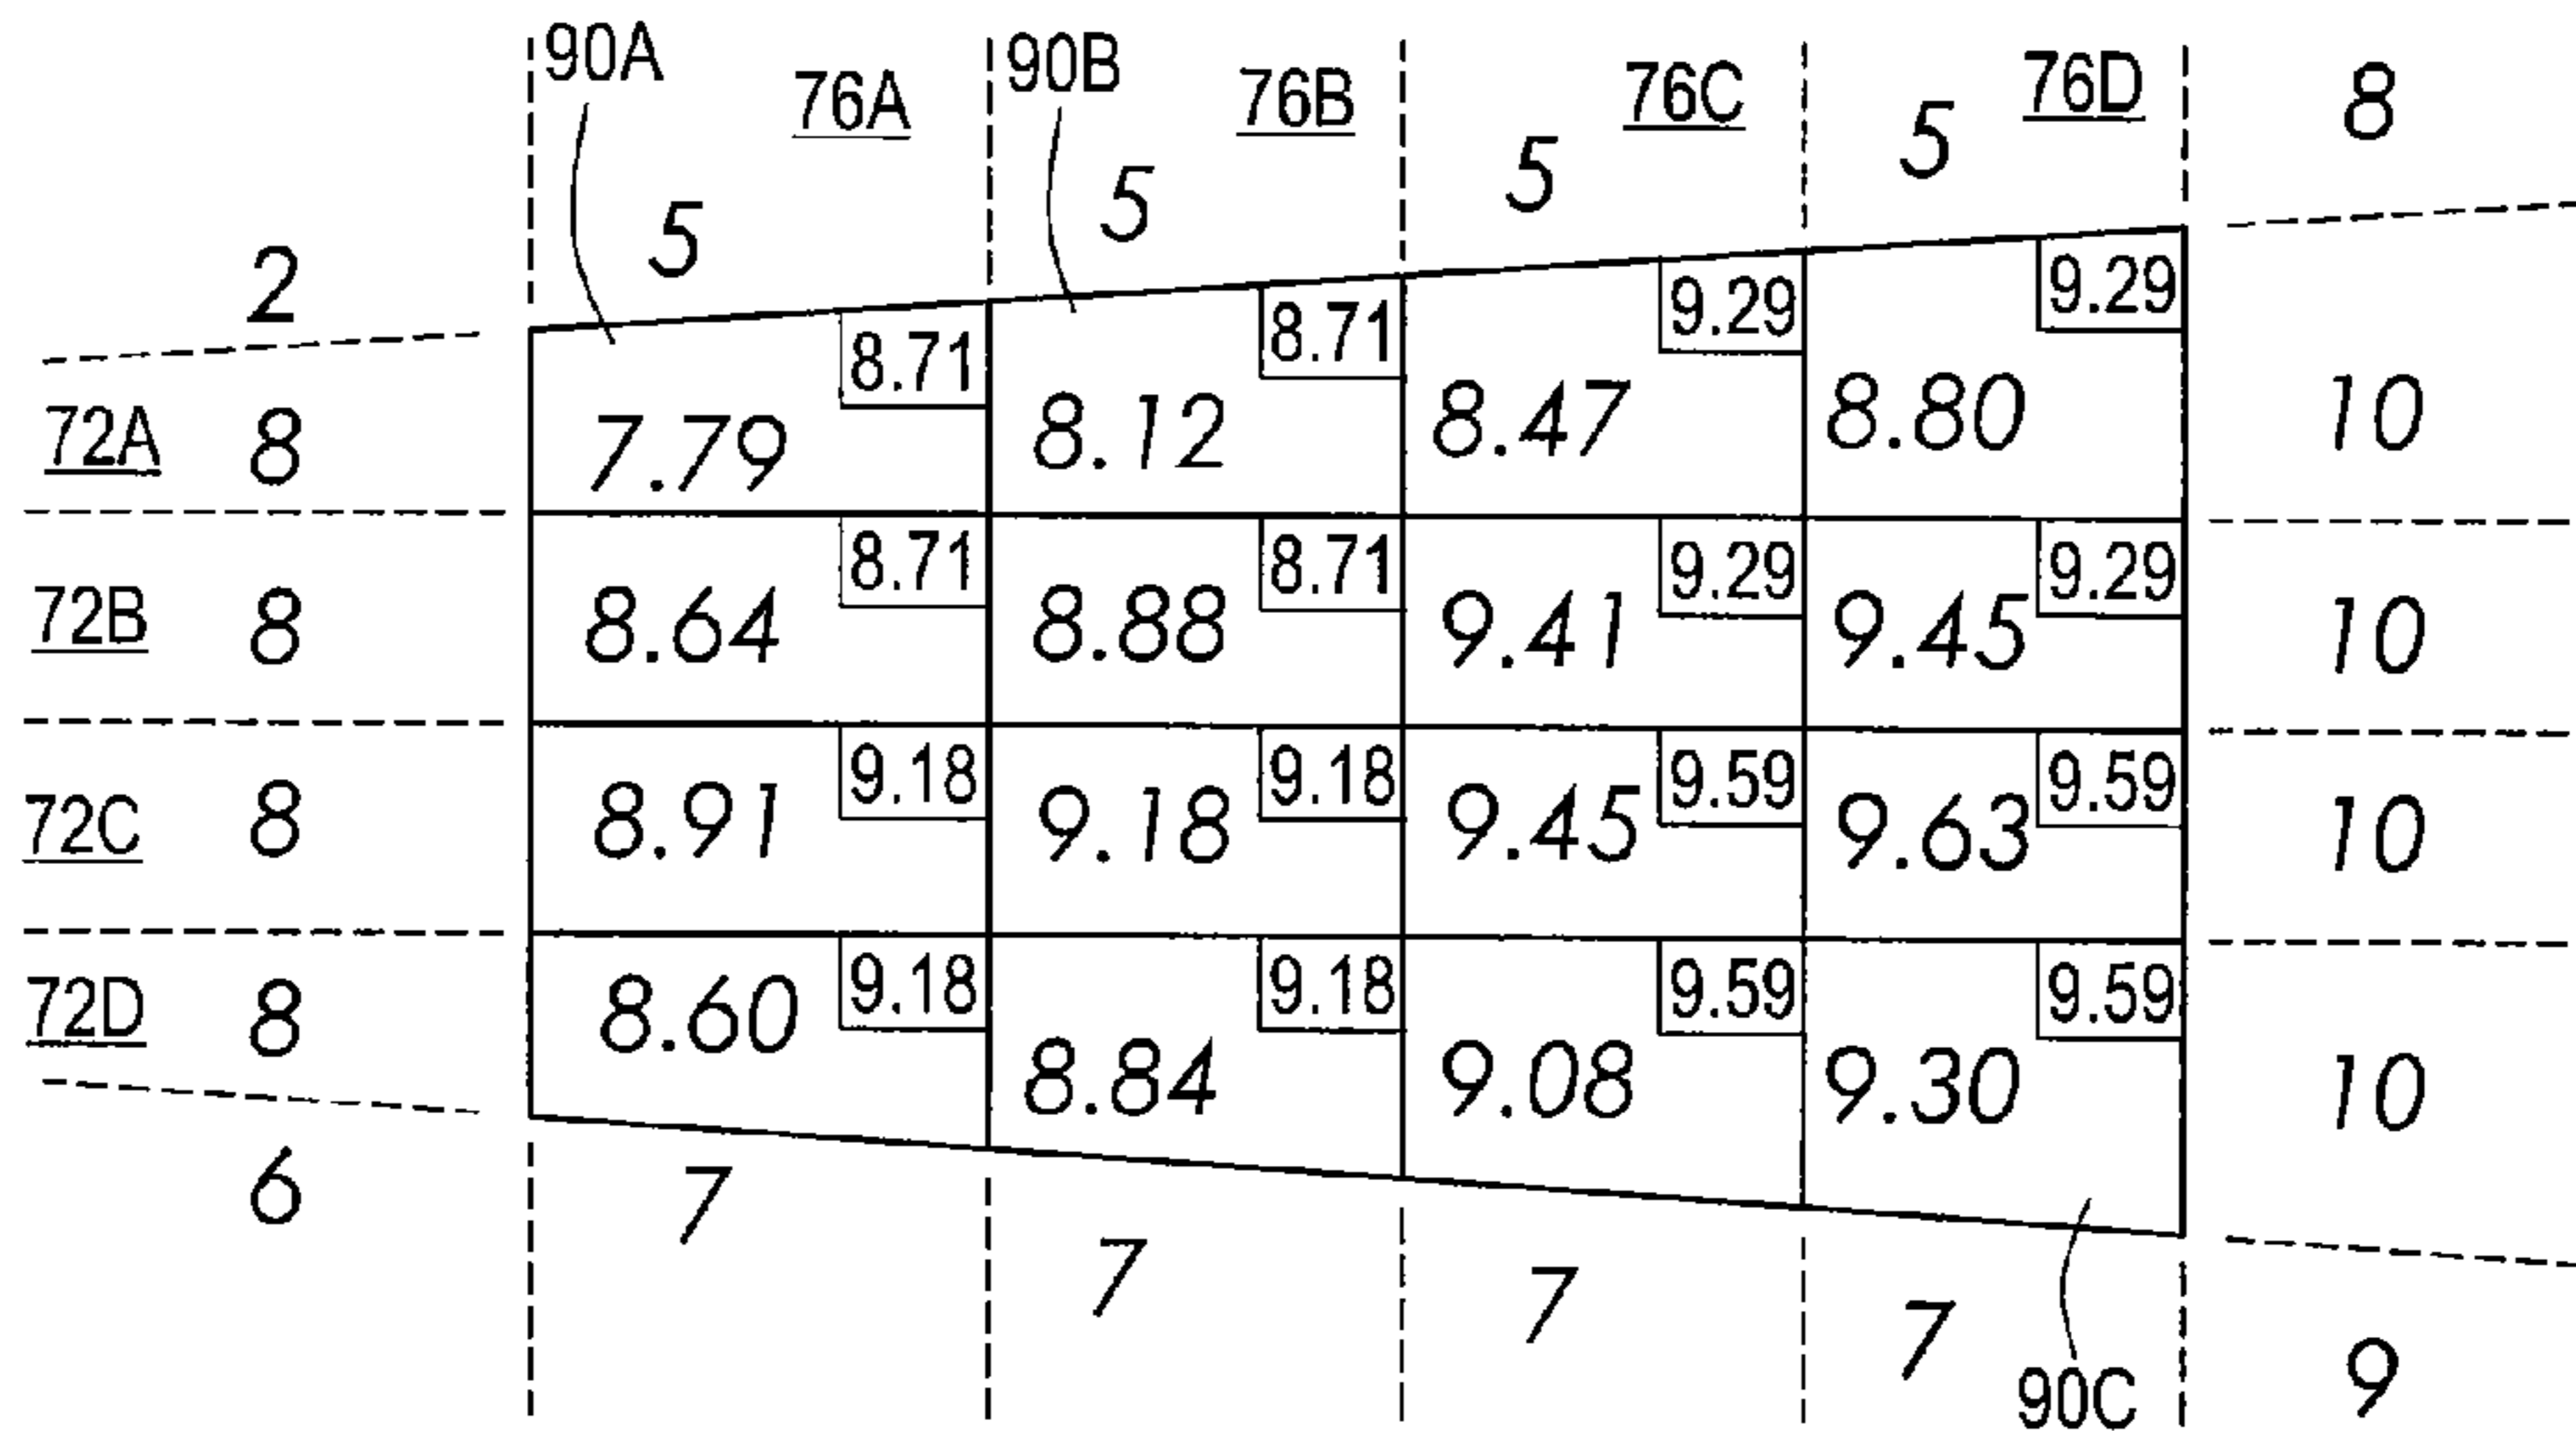 90A 76A 90B 76B 76C 76D 8
2 5 5 5 5
8.71 8.71 9.29 9.29
72A 8 7.79 8.12 8.47 8.80 10
8.71 8.71 9.29 9.29
72B 8 8.64 8.88 9.41 9.45 10
9.18 9.18 9.59 9.59
72C 8 8.91 9.18 9.45 9.63 10
9.18 9.18 9.59 9.59
72D 8 8.60 8.84 9.08 9.30 10
6 7 7 7 7 9
90C